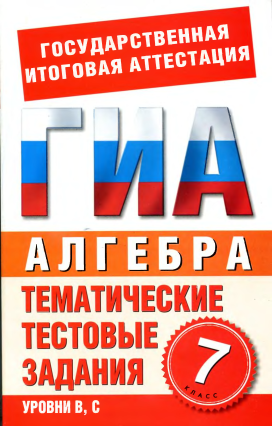 ГОСУДАРСТВЕННАЯ
ИТОГОВАЯ АТТЕСТАЦИЯ
ГИА
АЛГЕБРА
ТЕМАТИЧЕСКИЕ
ТЕСТОВЫЕ
ЗАДАНИЯ
7
КЛАСС
УРОВНИ В, С